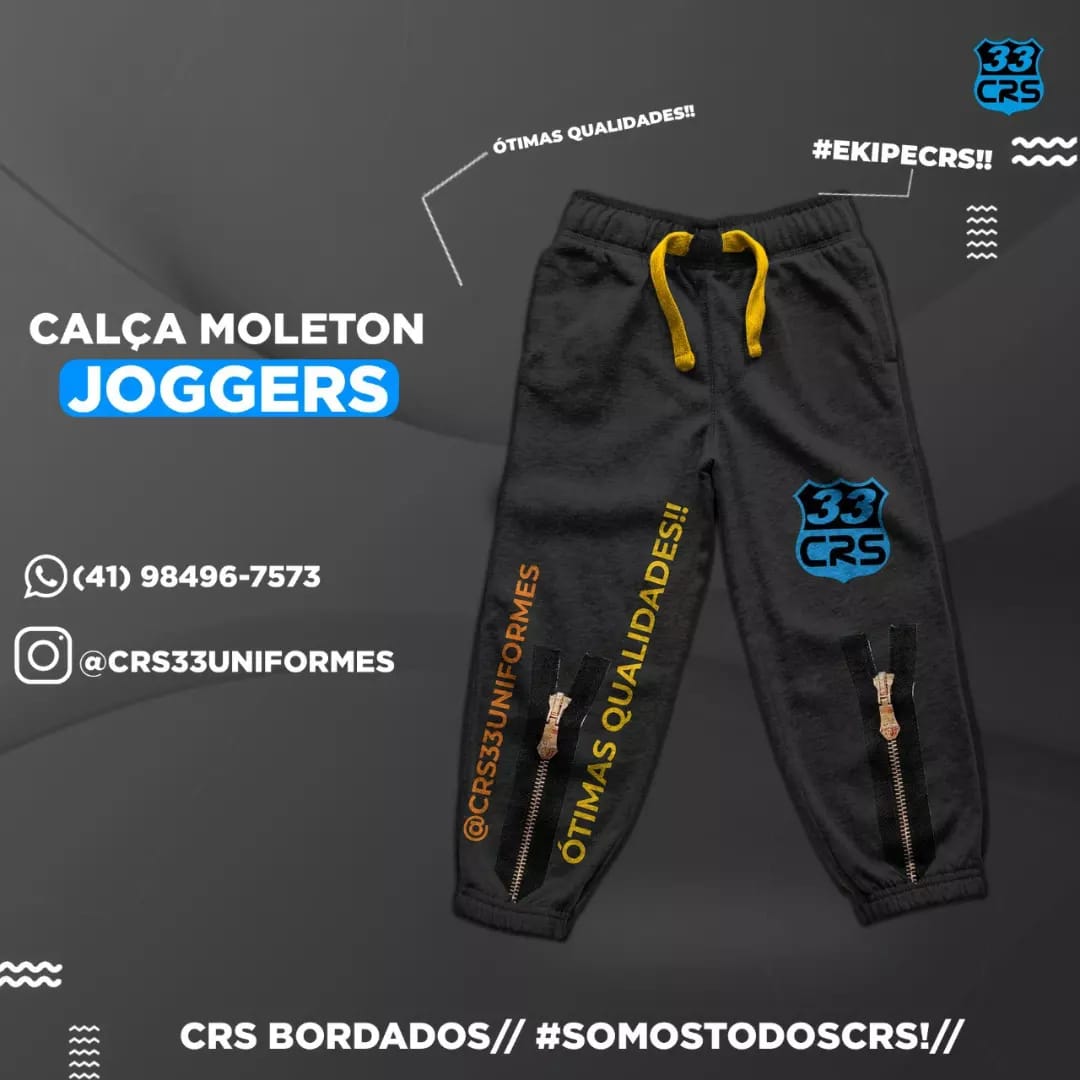 33
CRS
ÓTIMAS QUALIDADES!!
#EKIPECRS!!
CALÇA MOLETON
JOGGERS
33
CRS
(41) 98496-7573
@CRS33UNIFORMES
@CRS33UNIFORMES
ÓTIMAS QUALIDADES!!
CRS BORDADOS// #SOMOSTODOSCRS!//